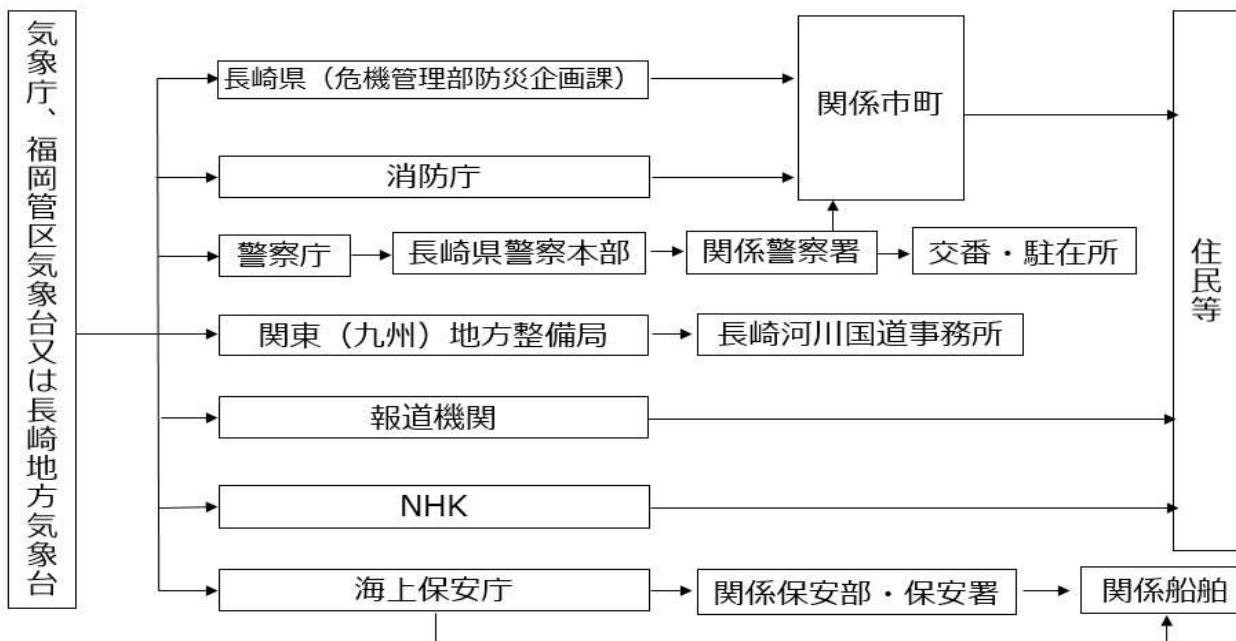 気象庁、福岡管区気象台又は長崎地方気象台
長崎県（危機管理部防災企画課）
関係市町
消防庁
警察庁
長崎県警察本部
関係警察署
交番・駐在所
住民等
関東（九州）地方整備局
長崎河川国道事務所
報道機関
NHK
海上保安庁
関係保安部・保安署
関係船舶